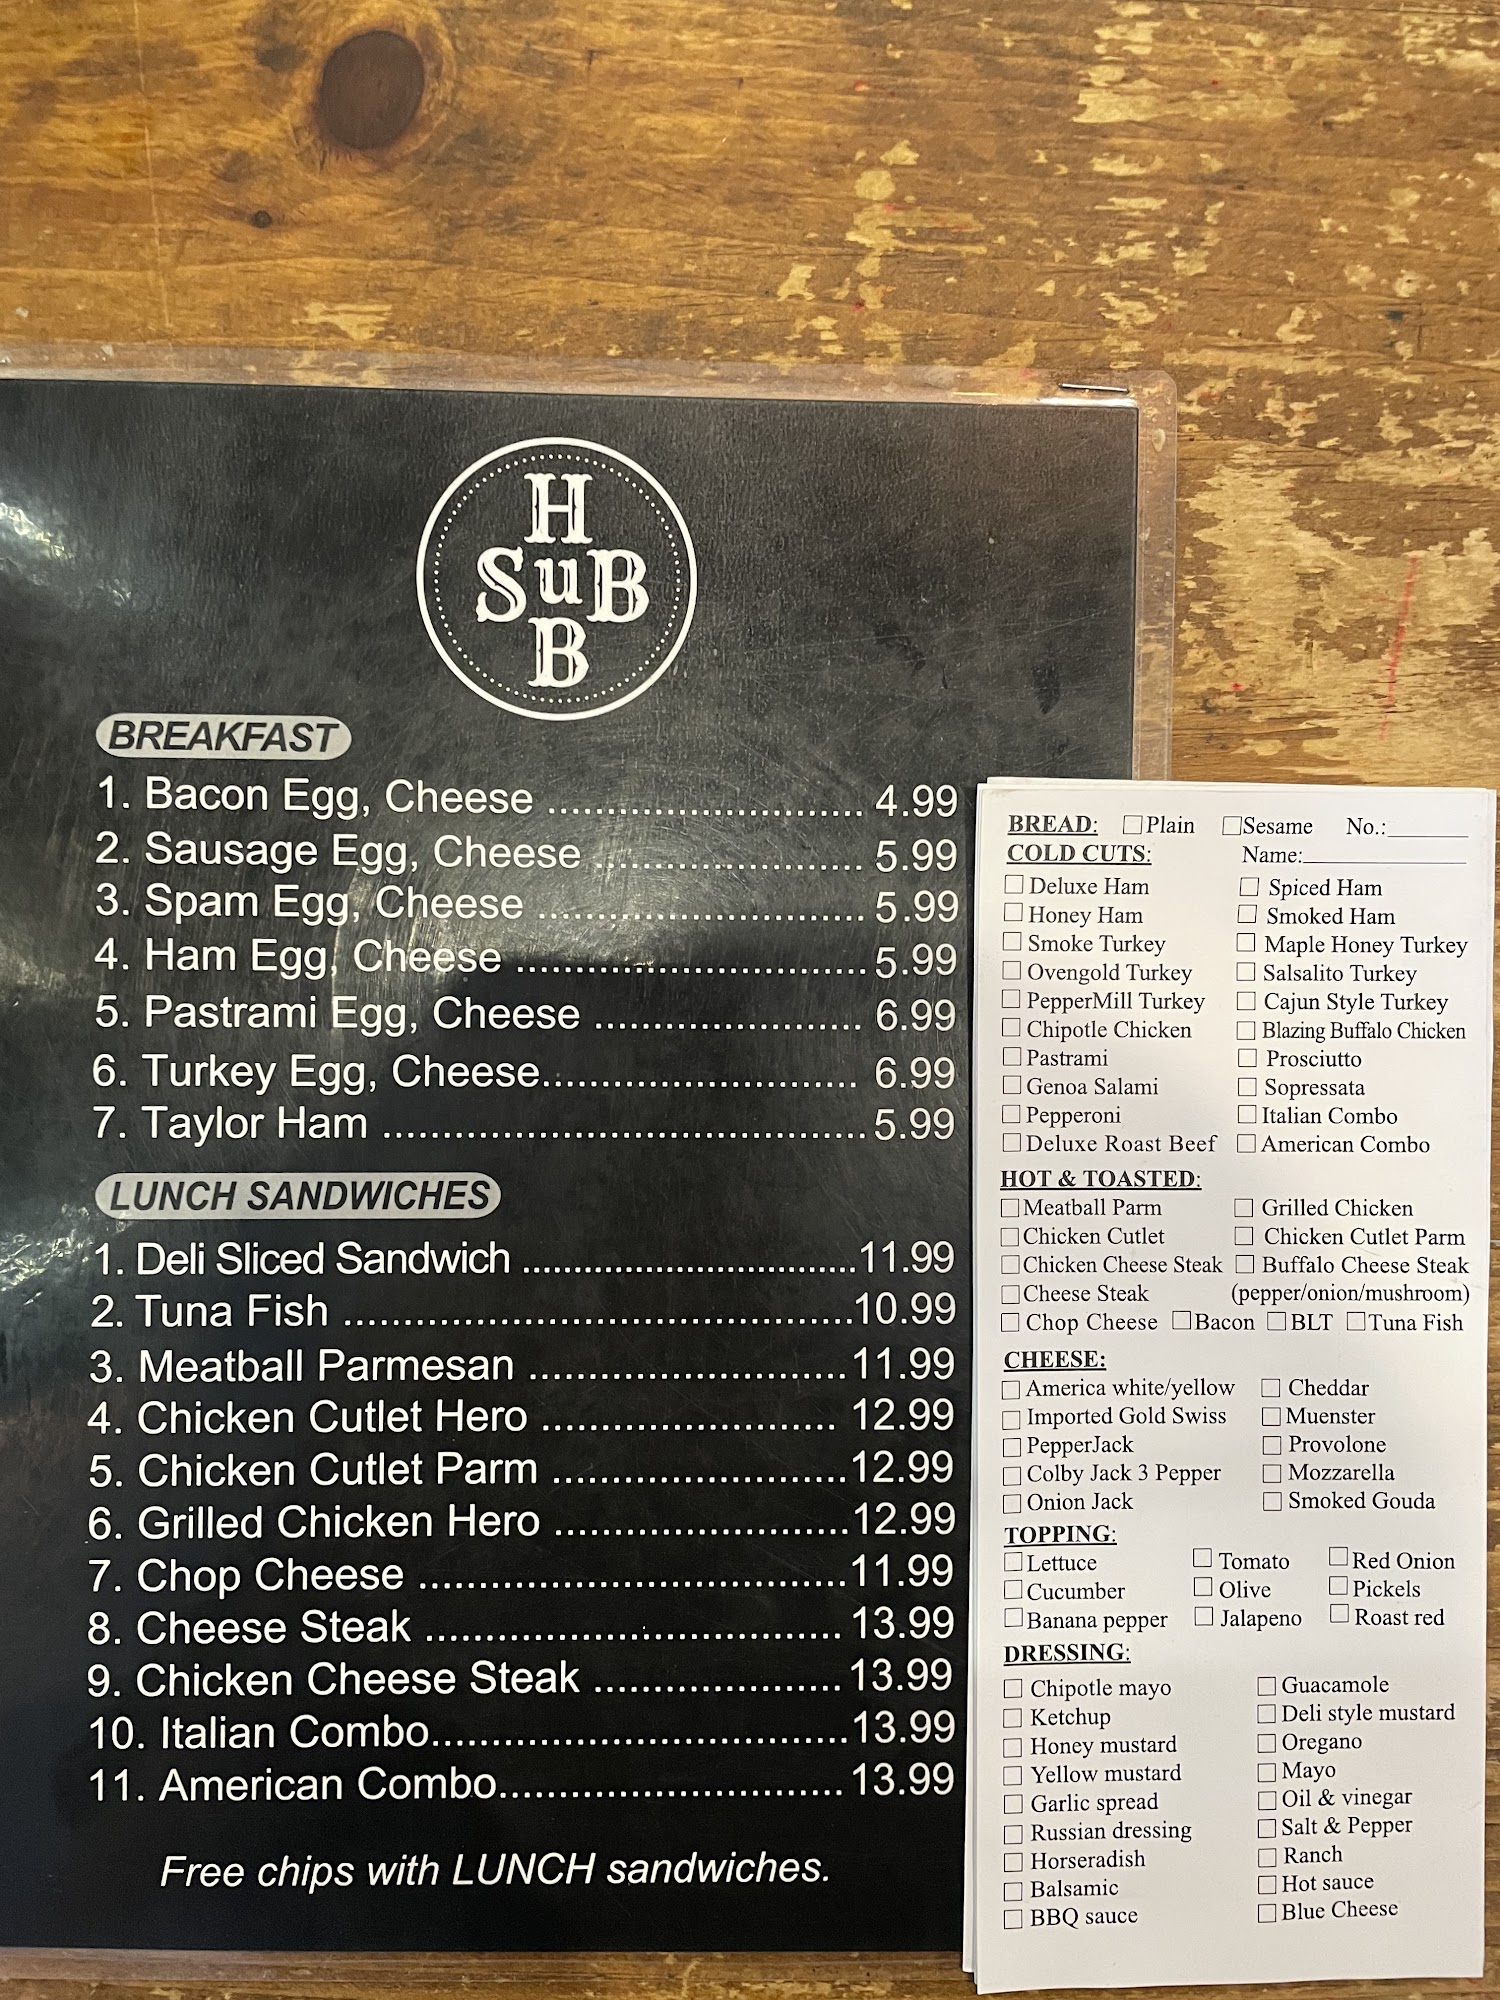 H
SuB
B
BREAKFAST
1. Bacon Egg, Cheese ........................... 4.99
2. Sausage Egg, Cheese ....................... 5.99
3. Spam Egg, Cheese ............................ 5.99
4. Ham Egg, Cheese .............................. 5.99
5. Pastrami Egg, Cheese ....................... 6.99
6. Turkey Egg, Cheese........................... 6.99
7. Taylor Ham ......................................... 5.99
LUNCH SANDWICHES
1. Deli Sliced Sandwich ............................11.99
2. Tuna Fish ...........................................10.99
3. Meatball Parmesan ...........................11.99
4. Chicken Cutlet Hero ......................... 12.99
5. Chicken Cutlet Parm .........................12.99
6. Grilled Chicken Hero .........................12.99
7. Chop Cheese ....................................11.99
8. Cheese Steak ................................... 13.99
9. Chicken Cheese Steak ..................... 13.99
10. Italian Combo...................................13.99
11. American Combo............................. 13.99
Free chips with LUNCH sandwiches.
BREAD: ☐Plain ☐Sesame No.:_______
COLD CUTS: Name:______________
☐ Deluxe Ham ☐ Spiced Ham
☐ Honey Ham ☐ Smoked Ham
☐ Smoke Turkey ☐ Maple Honey Turkey
☐ Ovengold Turkey ☐ Salsalito Turkey
☐ PepperMill Turkey ☐ Cajun Style Turkey
☐ Chipotle Chicken ☐ Blazing Buffalo Chicken
☐ Pastrami ☐ Prosciutto
☐ Genoa Salami ☐ Sopressata
☐ Pepperoni ☐ Italian Combo
☐ Deluxe Roast Beef ☐ American Combo
HOT & TOASTED:
☐ Meatball Parm ☐ Grilled Chicken
☐ Chicken Cutlet ☐ Chicken Cutlet Parm
☐ Chicken Cheese Steak ☐ Buffalo Cheese Steak
☐ Cheese Steak (pepper/onion/mushroom)
☐ Chop Cheese ☐ Bacon ☐ BLT ☐ Tuna Fish
CHEESE:
☐ America white/yellow ☐ Cheddar
☐ Imported Gold Swiss ☐ Muenster
☐ PepperJack ☐ Provolone
☐ Colby Jack 3 Pepper ☐ Mozzarella
☐ Onion Jack ☐ Smoked Gouda
TOPPING:
☐ Lettuce ☐ Tomato ☐ Red Onion
☐ Cucumber ☐ Olive ☐ Pickels
☐ Banana pepper ☐ Jalapeno ☐ Roast red
DRESSING:
☐ Chipotle mayo ☐ Guacamole
☐ Ketchup ☐ Deli style mustard
☐ Honey mustard ☐ Oregano
☐ Yellow mustard ☐ Mayo
☐ Garlic spread ☐ Oil & vinegar
☐ Russian dressing ☐ Salt & Pepper
☐ Horseradish ☐ Ranch
☐ Balsamic ☐ Hot sauce
☐ BBQ sauce ☐ Blue Cheese